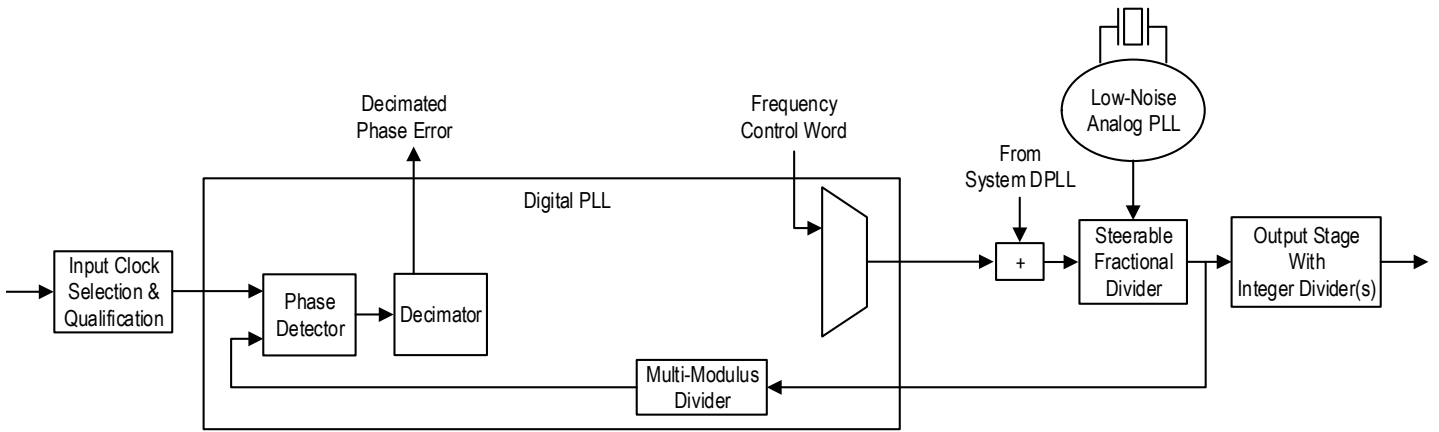 Low-Noise
Analog PLL
Decimated
Phase Error
Frequency
Control Word
From
System DPLL
Digital PLL
Input Clock
Selection &
Qualification
Phase
Detector
Decimator
+
Steerable
Fractional
Divider
Output Stage
With
Integer Divider(s)
Multi-Modulus
Divider